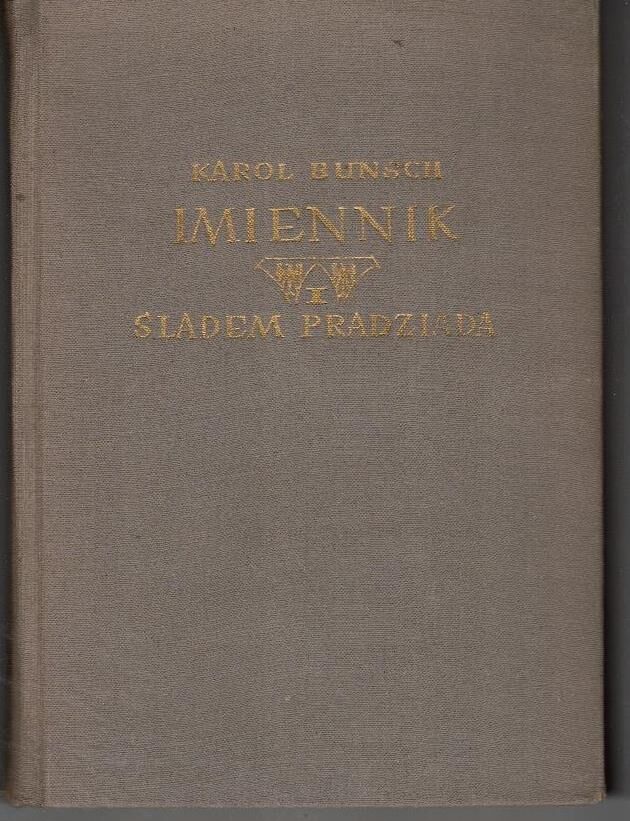 KAROL BUNSCH
IMIENNIK
I
ŚLADEM PRADZIADA